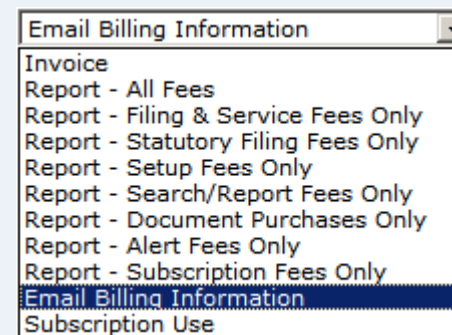 Email Billing Information
Invoice
Report - All Fees
Report - Filing & Service Fees Only
Report - Statutory Filing Fees Only
Report - Setup Fees Only
Report - Search/Report Fees Only
Report - Document Purchases Only
Report - Alert Fees Only
Report - Subscription Fees Only
Email Billing Information
Subscription Use